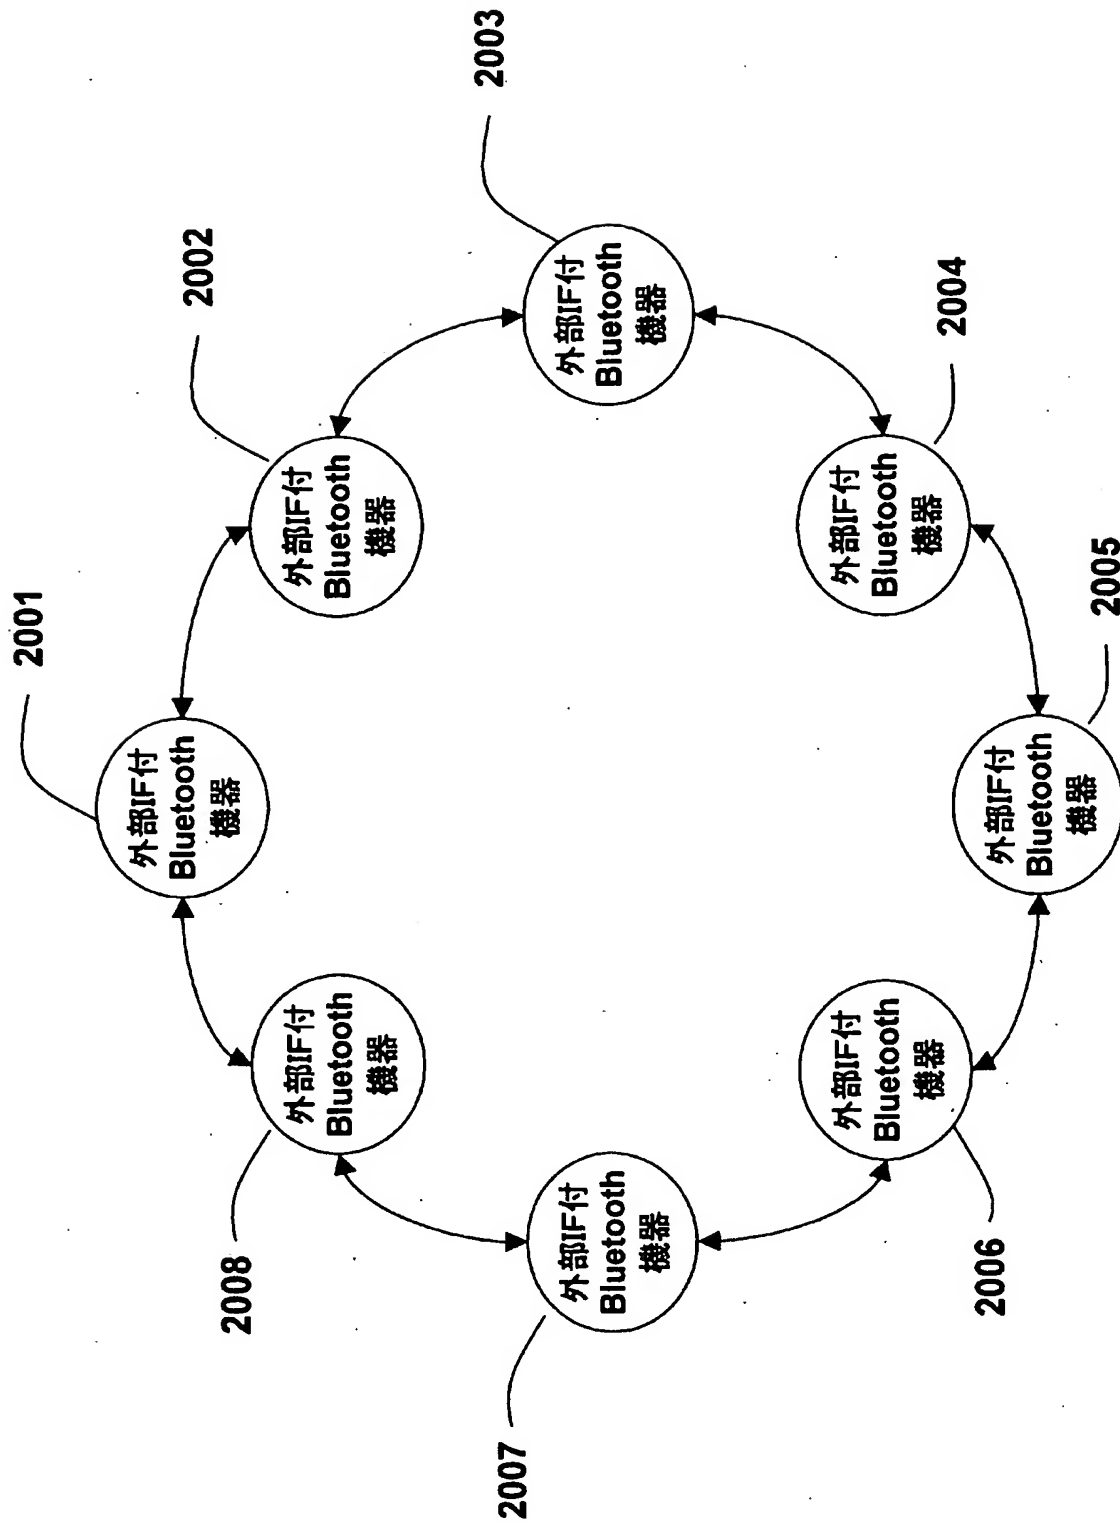 2001
外部IF付
Bluetooth
機器
2002
外部IF付
Bluetooth
機器
2003
外部IF付
Bluetooth
機器
2004
外部IF付
Bluetooth
機器
2005
外部IF付
Bluetooth
機器
2006
外部IF付
Bluetooth
機器
2007
外部IF付
Bluetooth
機器
2008
外部IF付
Bluetooth
機器